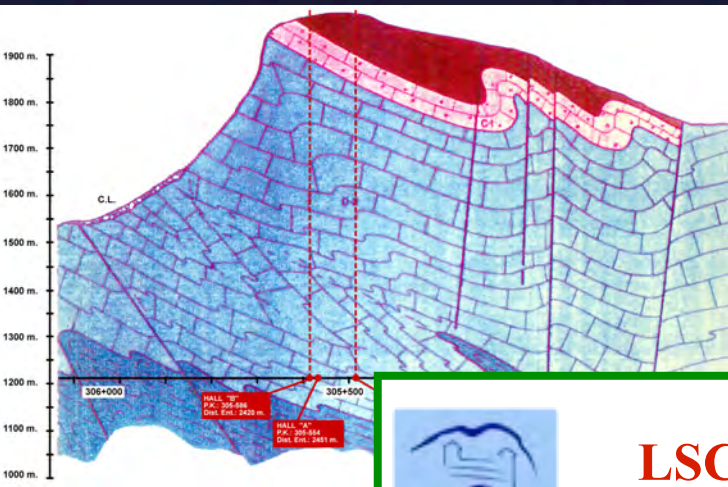 1900 m.
1800 m.
1700 m.
1600 m.
1500 m.
1400 m.
1300 m.
1200 m.
1100 m.
1000 m.
C.L.
C1
306+000
305+500
HALL "B"
P.K.: 305-586
Dist. Ent.: 2420 m.
HALL "A"
P.K.: 305-554
Dist. Ent.: 2451 m.
LSC